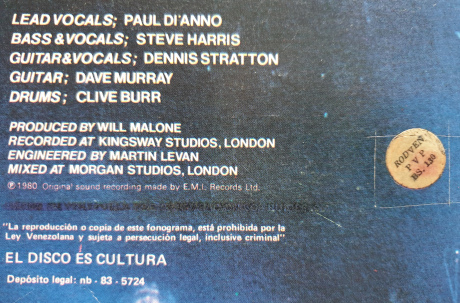 LEAD VOCALS; PAUL DI'ANNO
BASS & VOCALS; STEVE HARRIS
GUITAR & VOCALS; DENNIS STRATTON
GUITAR; DAVE MURRAY
DRUMS; CLIVE BURR
PRODUCED BY WILL MALONE
RECORDED AT KINGSWAY STUDIOS, LONDON
ENGINEERED BY MARTIN LEVAN
MIXED AT MORGAN STUDIOS, LONDON
℗ 1980 Original sound recording made by E.M.I. Records Ltd.
"La reproducción o copia de este fonograma, está prohibida por la
Ley Venezolana y sujeta a persecución legal, inclusive criminal"
EL DISCO ES CULTURA
Depósito legal: nb - 83 - 5724
RODVEN
P V P
BS. 130